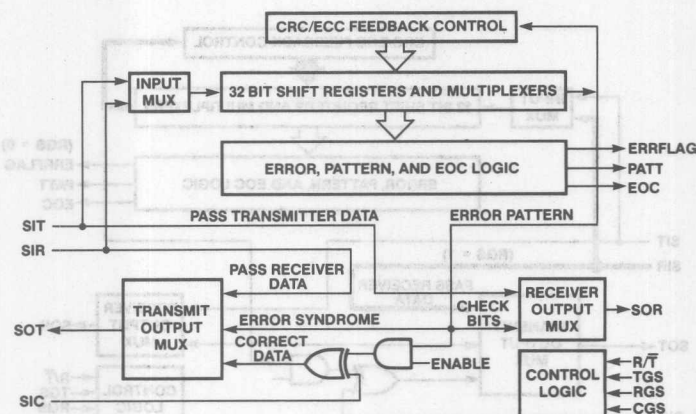 CRC/ECC FEEDBACK CONTROL
INPUT
MUX
32 BIT SHIFT REGISTERS AND MULTIPLEXERS
ERROR, PATTERN, AND EOC LOGIC
ERRFLAG
PATT
EOC
PASS TRANSMITTER DATA
ERROR PATTERN
SIT
SIR
PASS RECEIVER
DATA
TRANSMIT
OUTPUT
MUX
SOT
ERROR SYNDROME
CORRECT
DATA
CHECK
BITS
ENABLE
RECEIVER
OUTPUT
MUX
SOR
SIC
CONTROL
LOGIC
R/T̅
TGS
RGS
CGS